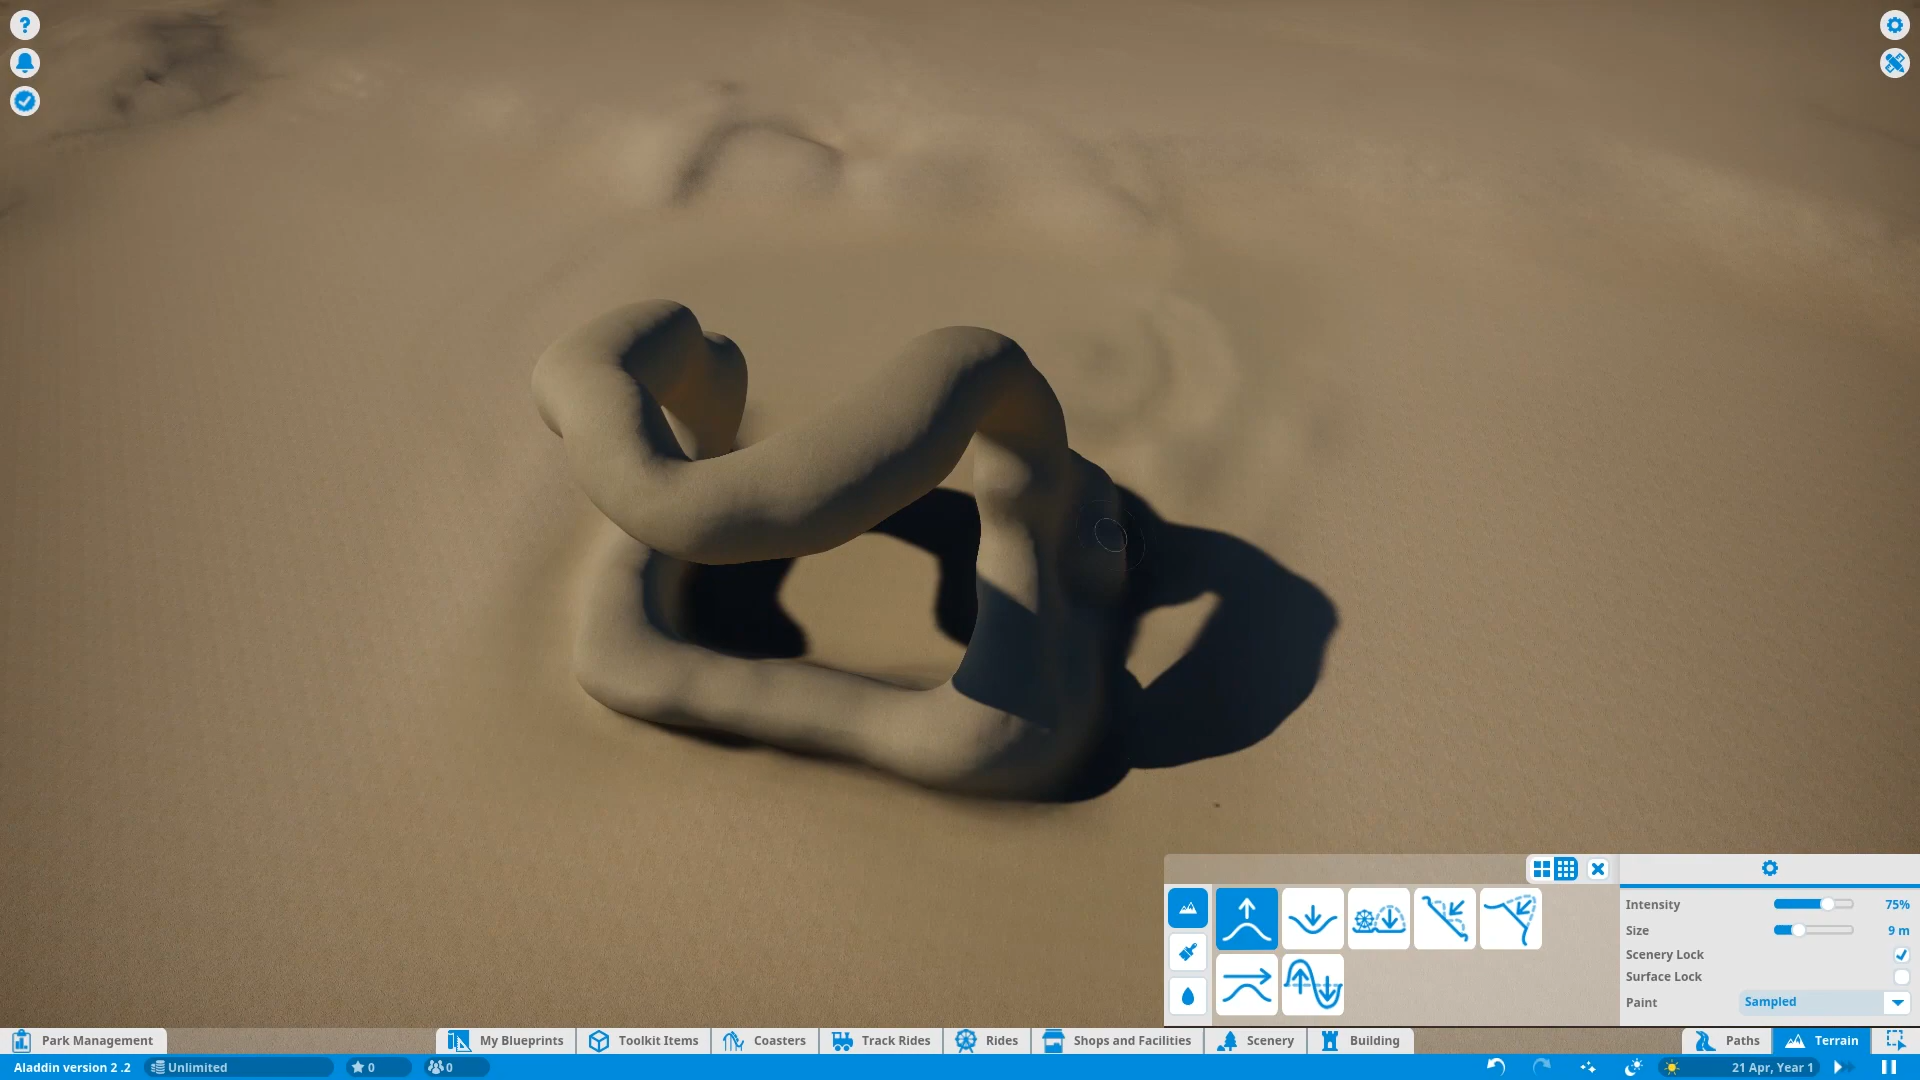 ?
Intensity 75%
Size 9 m
Scenery Lock
Surface Lock
Paint Sampled
Park Management My Blueprints Toolkit Items Coasters Track Rides Rides Shops and Facilities Scenery Building Paths Terrain
Aladdin version 2 .2 Unlimited 0 0 21 Apr, Year 1